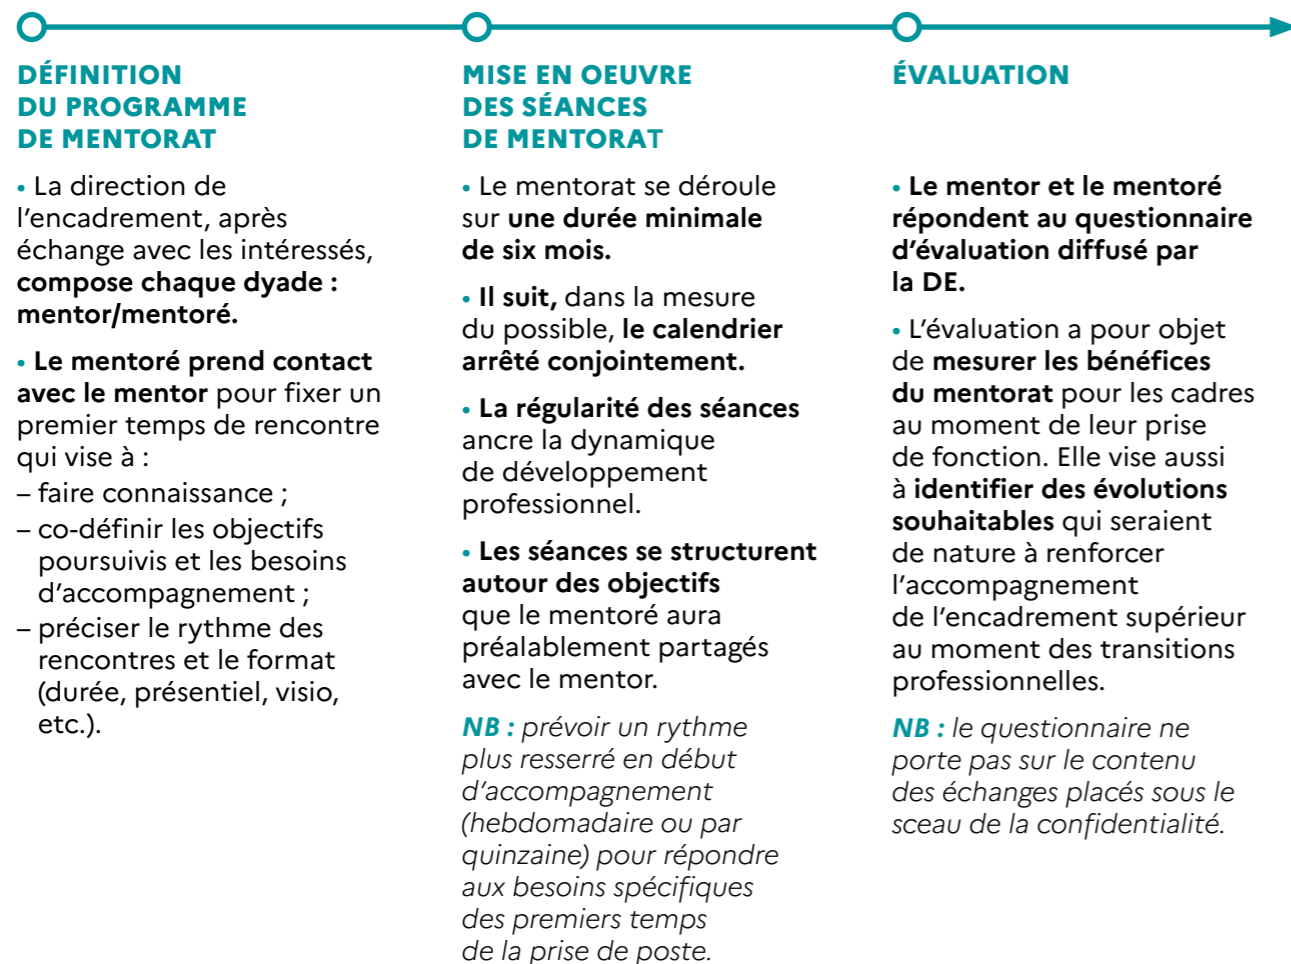 DÉFINITION
DU PROGRAMME
DE MENTORAT
• La direction de
l’encadrement, après
échange avec les intéressés,
compose chaque dyade :
mentor/mentoré.
• Le mentoré prend contact
avec le mentor pour fixer un
premier temps de rencontre
qui vise à :
– faire connaissance ;
– co-définir les objectifs
poursuivis et les besoins
d’accompagnement ;
– préciser le rythme des
rencontres et le format
(durée, présentiel, visio,
etc.).
MISE EN OEUVRE
DES SÉANCES
DE MENTORAT
• Le mentorat se déroule
sur une durée minimale
de six mois.
• Il suit, dans la mesure
du possible, le calendrier
arrêté conjointement.
• La régularité des séances
ancre la dynamique
de développement
professionnel.
• Les séances se structurent
autour des objectifs
que le mentoré aura
préalablement partagés
avec le mentor.
NB : prévoir un rythme
plus resserré en début
d’accompagnement
(hebdomadaire ou par
quinzaine) pour répondre
aux besoins spécifiques
des premiers temps
de la prise de poste.
ÉVALUATION
• Le mentor et le mentoré
répondent au questionnaire
d’évaluation diffusé par
la DE.
• L’évaluation a pour objet
de mesurer les bénéfices
du mentorat pour les cadres
au moment de leur prise
de fonction. Elle vise aussi
à identifier des évolutions
souhaitables qui seraient
de nature à renforcer
l’accompagnement
de l’encadrement supérieur
au moment des transitions
professionnelles.
NB : le questionnaire ne
porte pas sur le contenu
des échanges placés sous le
sceau de la confidentialité.